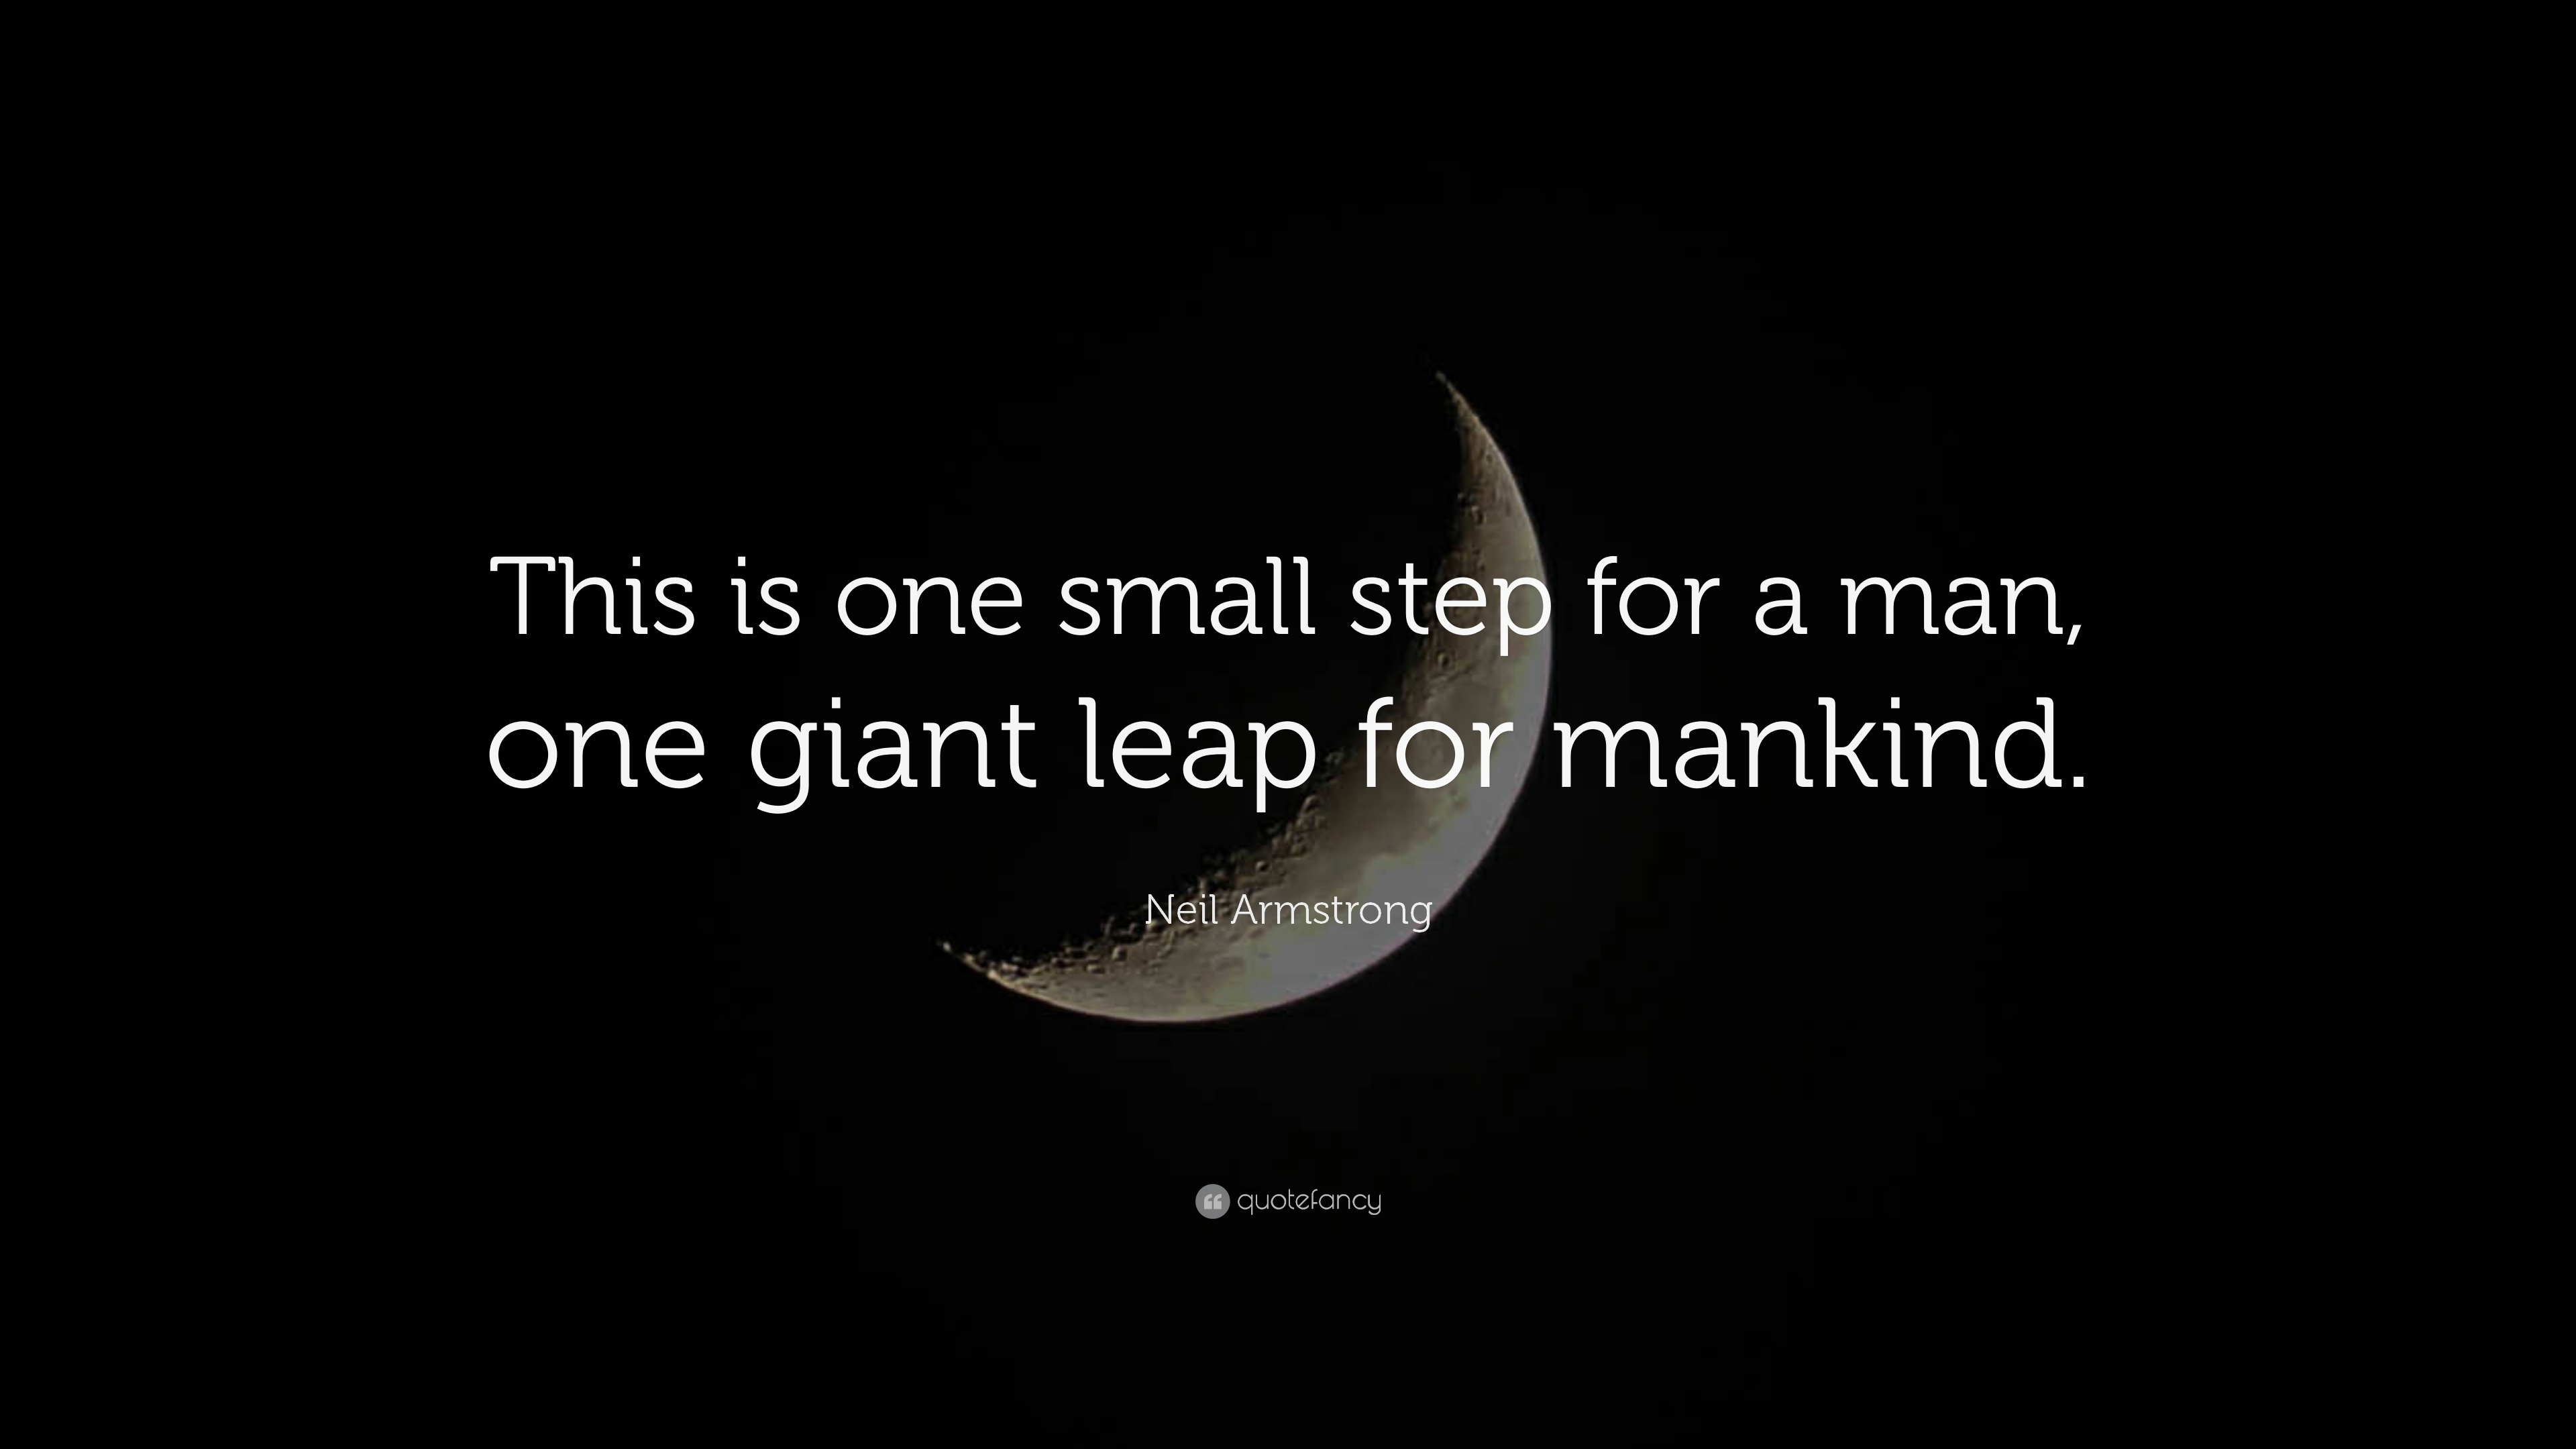 This is one small step for a man,
one giant leap for mankind.
Neil Armstrong
quotefancy